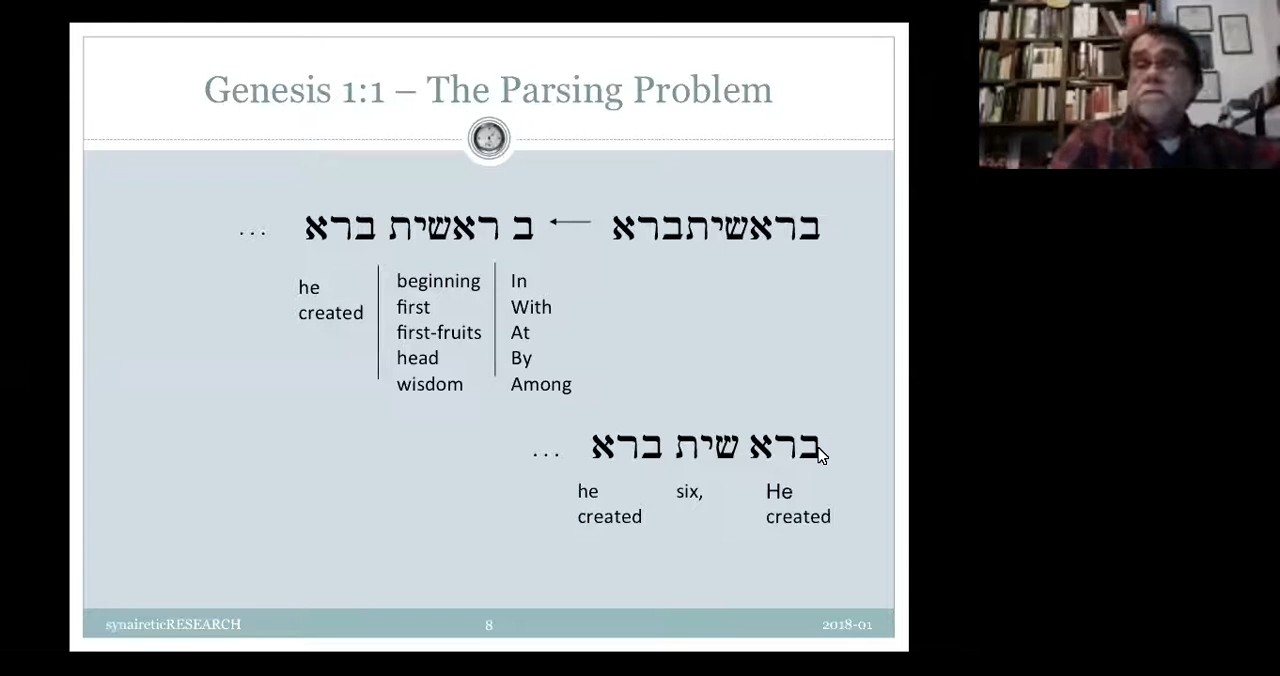 Genesis 1:1 – The Parsing Problem
בראשיתברא ← ב ראשית ברא ...
In
With
At
By
Among
beginning
first
first-fruits
head
wisdom
he
created
ברא שית ברא ...
He
created
six,
he
created
synaireticRESEARCH
8
2018-01